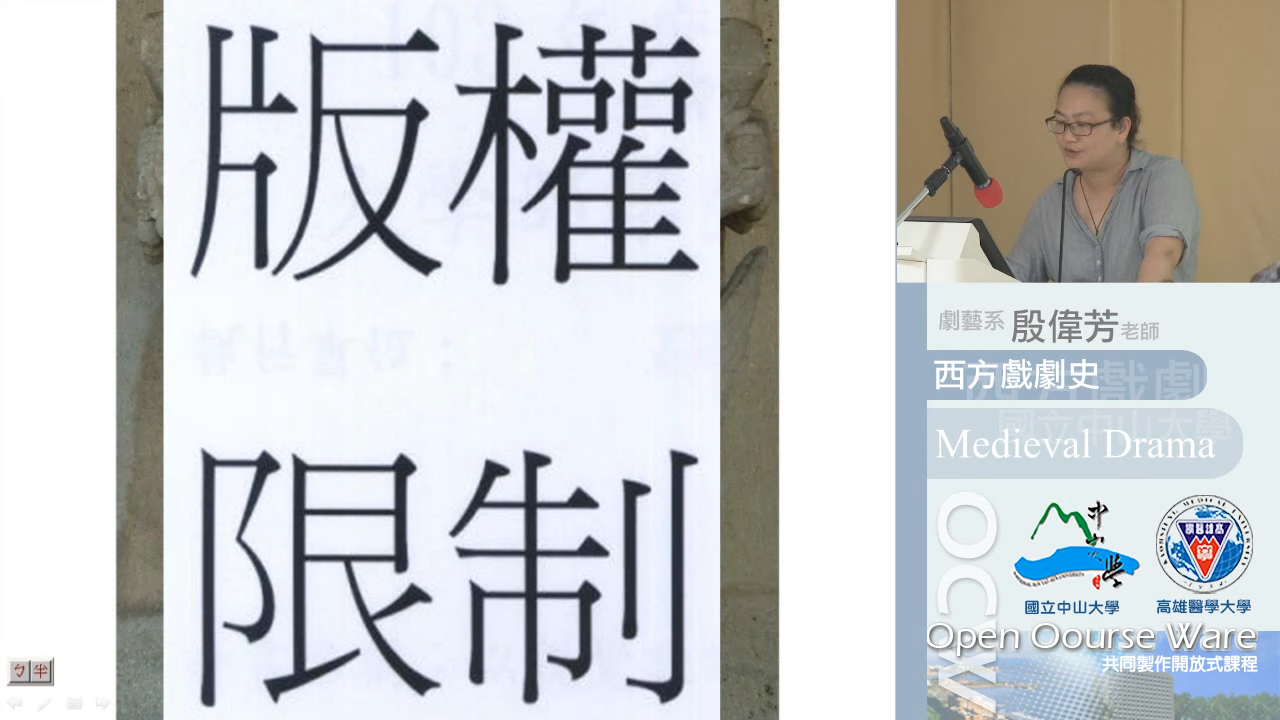 版權
限制
劇藝系 殷偉芳老師
西方戲劇史
Medieval Drama
OCW
國立中山大學
高雄醫學大學
Open Oourse Ware
共同製作開放式課程
ㄅ半